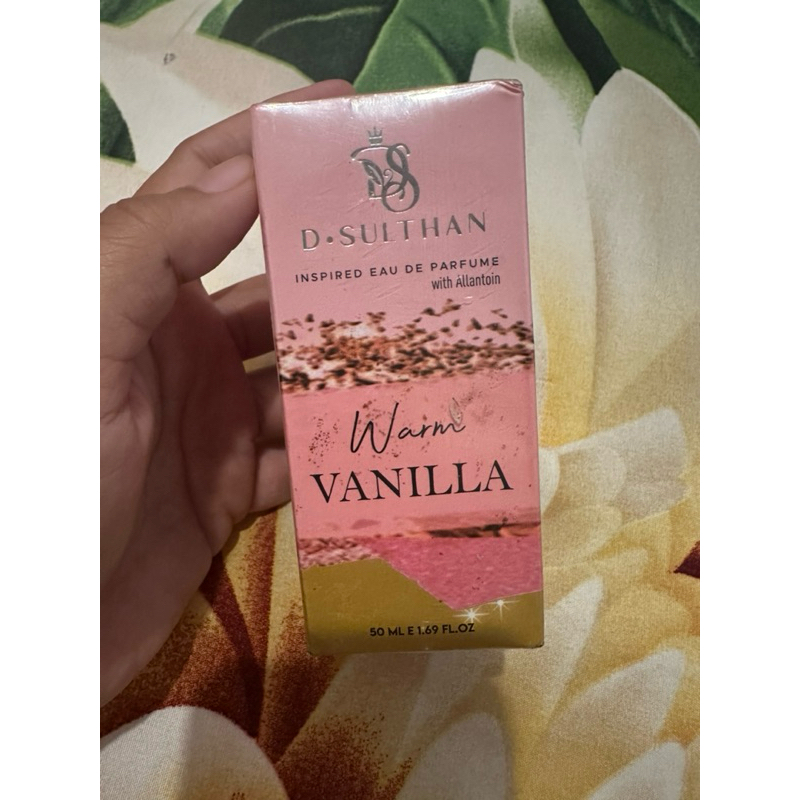 DS
D•SULTHAN
INSPIRED EAU DE PARFUME
with Allantoin
Warm
VANILLA
50 ML E 1.69 FL.OZ